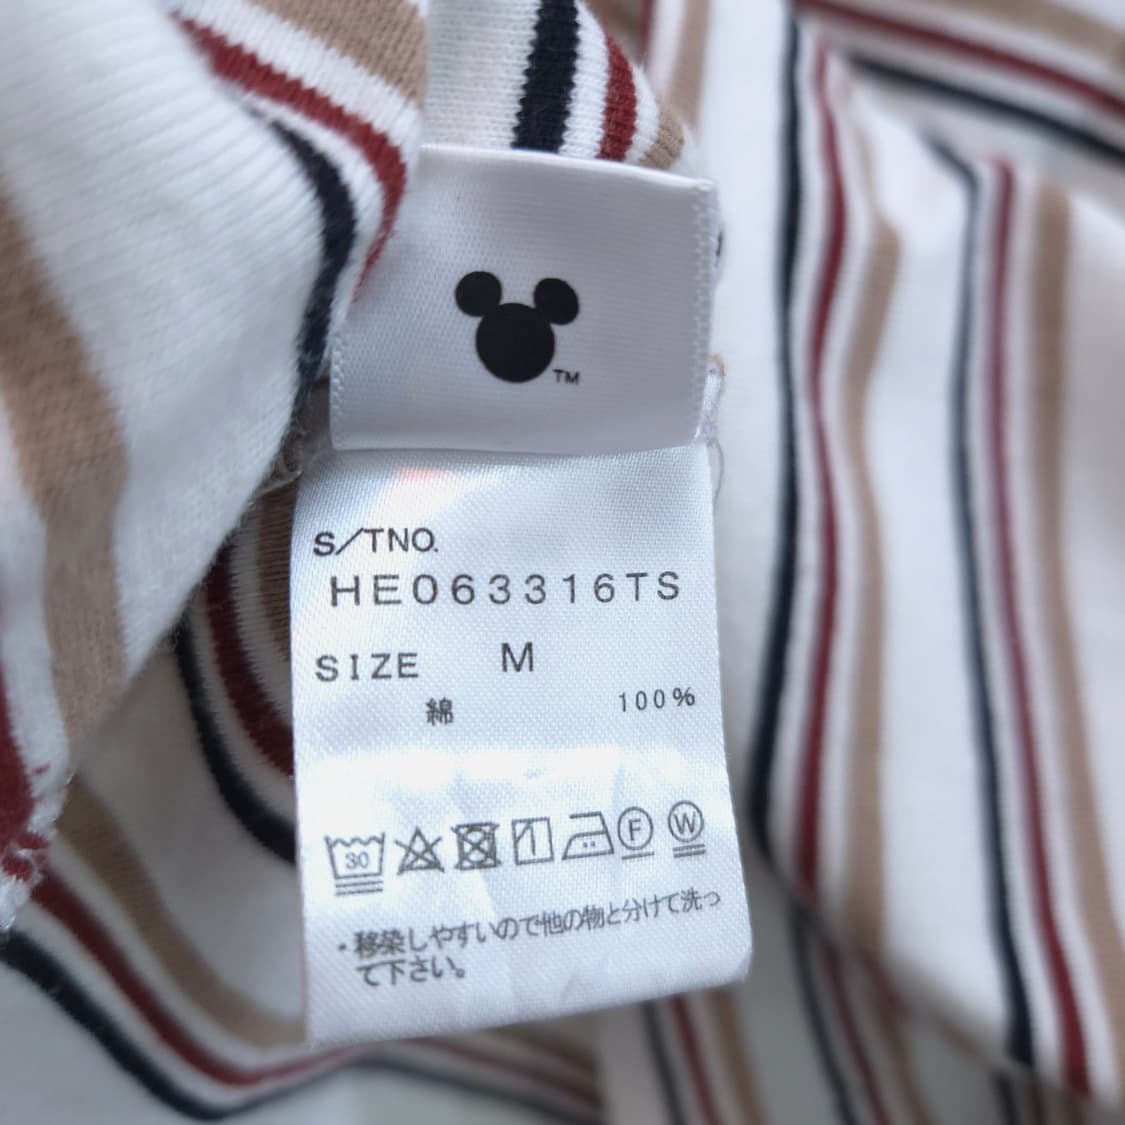 TM
S/TNO.
HE063316TS
SIZE M
綿 100%
30 F W
・移染しやすいので他の物と分けて洗っ
て下さい。